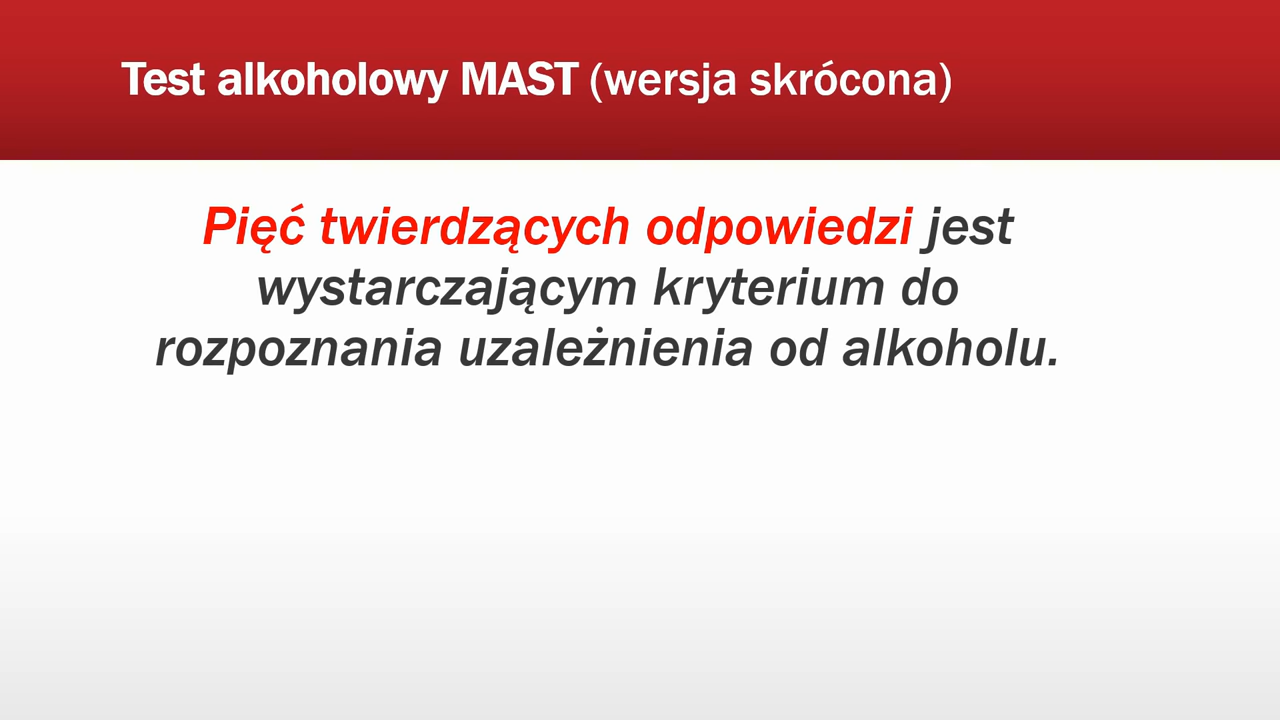 Test alkoholowy MAST (wersja skrócona)
Pięć twierdzących odpowiedzi jest
wystarczającym kryterium do
rozpoznania uzależnienia od alkoholu.